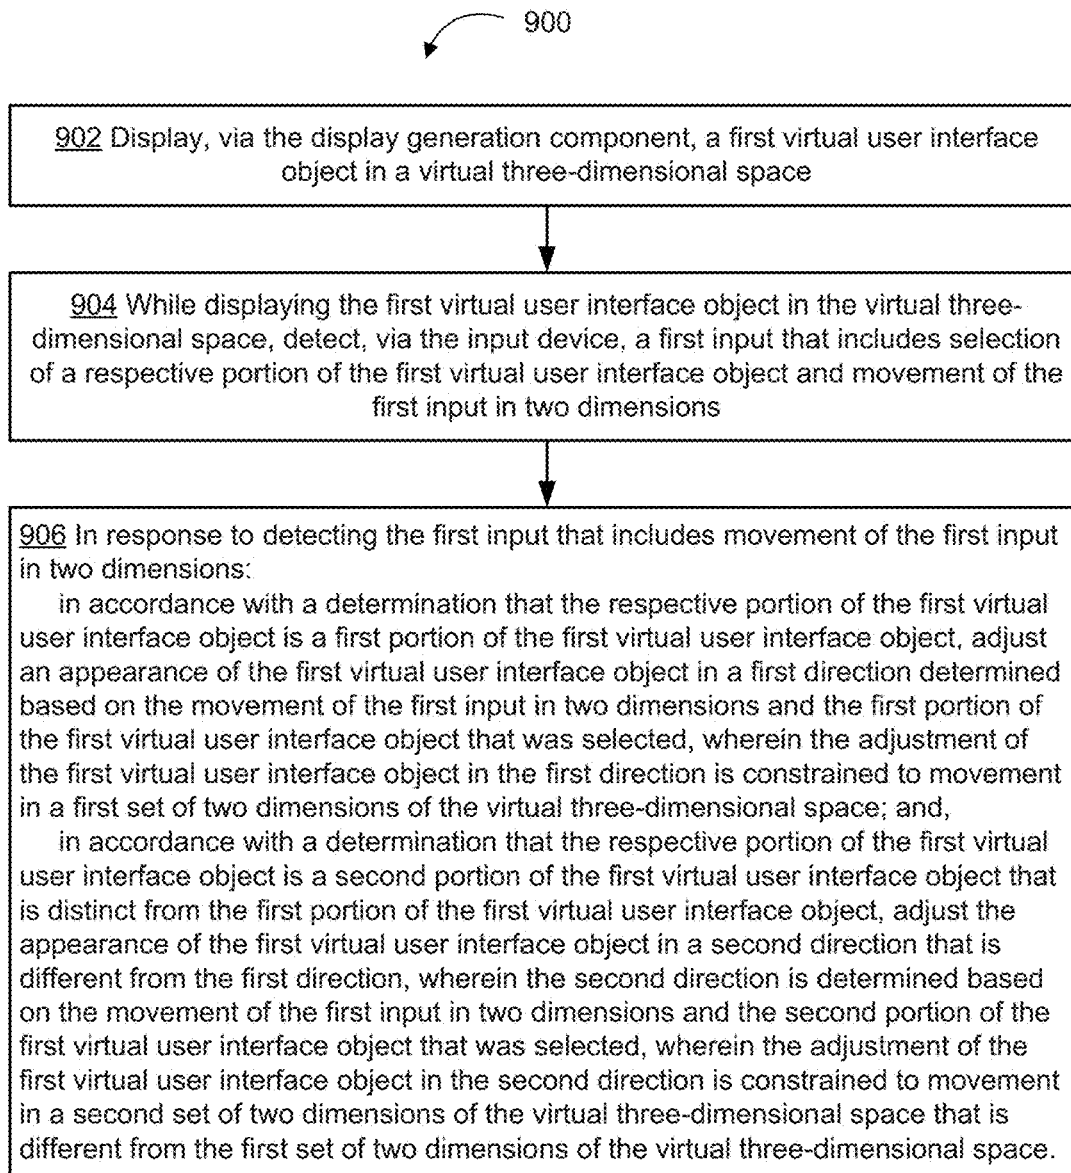 900
902 Display, via the display generation component, a first virtual user interface
object in a virtual three-dimensional space
904 While displaying the first virtual user interface object in the virtual three-
dimensional space, detect, via the input device, a first input that includes selection
of a respective portion of the first virtual user interface object and movement of the
first input in two dimensions
906 In response to detecting the first input that includes movement of the first input
in two dimensions:
in accordance with a determination that the respective portion of the first virtual
user interface object is a first portion of the first virtual user interface object, adjust
an appearance of the first virtual user interface object in a first direction determined
based on the movement of the first input in two dimensions and the first portion of
the first virtual user interface object that was selected, wherein the adjustment of
the first virtual user interface object in the first direction is constrained to movement
in a first set of two dimensions of the virtual three-dimensional space; and,
in accordance with a determination that the respective portion of the first virtual
user interface object is a second portion of the first virtual user interface object that
is distinct from the first portion of the first virtual user interface object, adjust the
appearance of the first virtual user interface object in a second direction that is
different from the first direction, wherein the second direction is determined based
on the movement of the first input in two dimensions and the second portion of the
first virtual user interface object that was selected, wherein the adjustment of the
first virtual user interface object in the second direction is constrained to movement
in a second set of two dimensions of the virtual three-dimensional space that is
different from the first set of two dimensions of the virtual three-dimensional space.